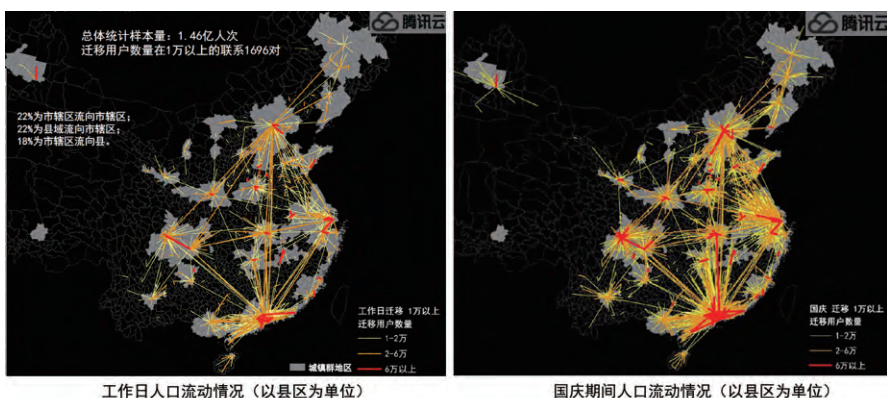 腾讯云
总体统计样本量：1.46亿人次
迁移用户数量在1万以上的联系1696对
22%为市辖区流向市辖区；
22%为县域流向市辖区；
18%为市辖区流向县。
工作日迁移 1万以上
迁移用户数量
1-2万
2-6万
6万以上
城镇群地区
工作日人口流动情况（以县区为单位）
腾讯云
国庆 迁移 1万以上
迁移用户数量
1-2万
2-6万
6万以上
国庆期间人口流动情况（以县区为单位）